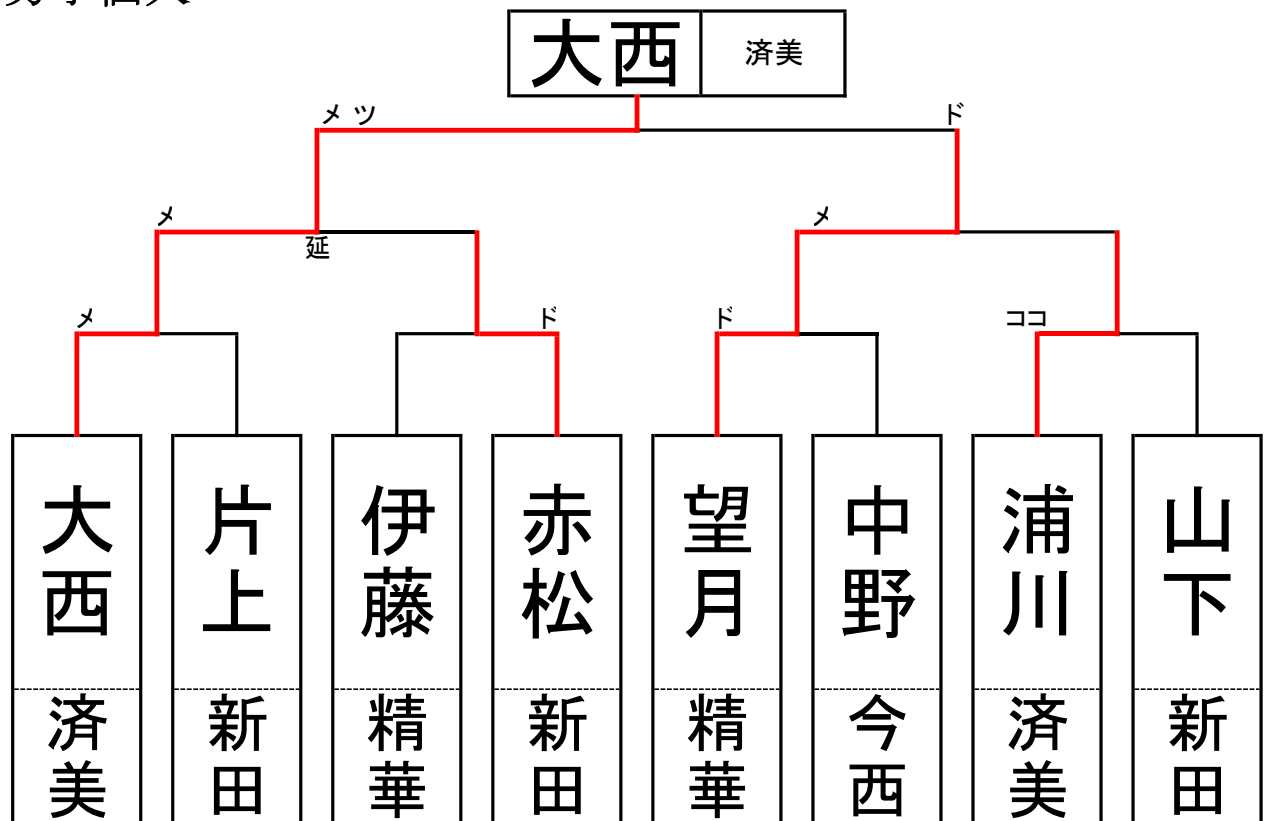 大西 済美
メ ツ
ド
メ
メ
延
メ
ド
ド
ココ
大西
片上
伊藤
赤松
望月
中野
浦川
山下
済美
新田
精華
新田
精華
今西
済美
新田